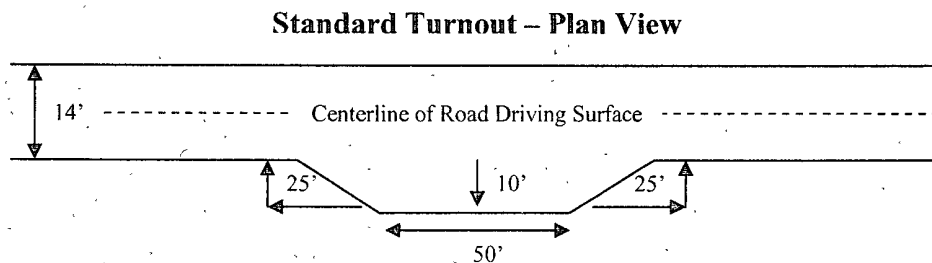 Standard Turnout – Plan View
14’
Centerline of Road Driving Surface
25’
10’
25’
50’